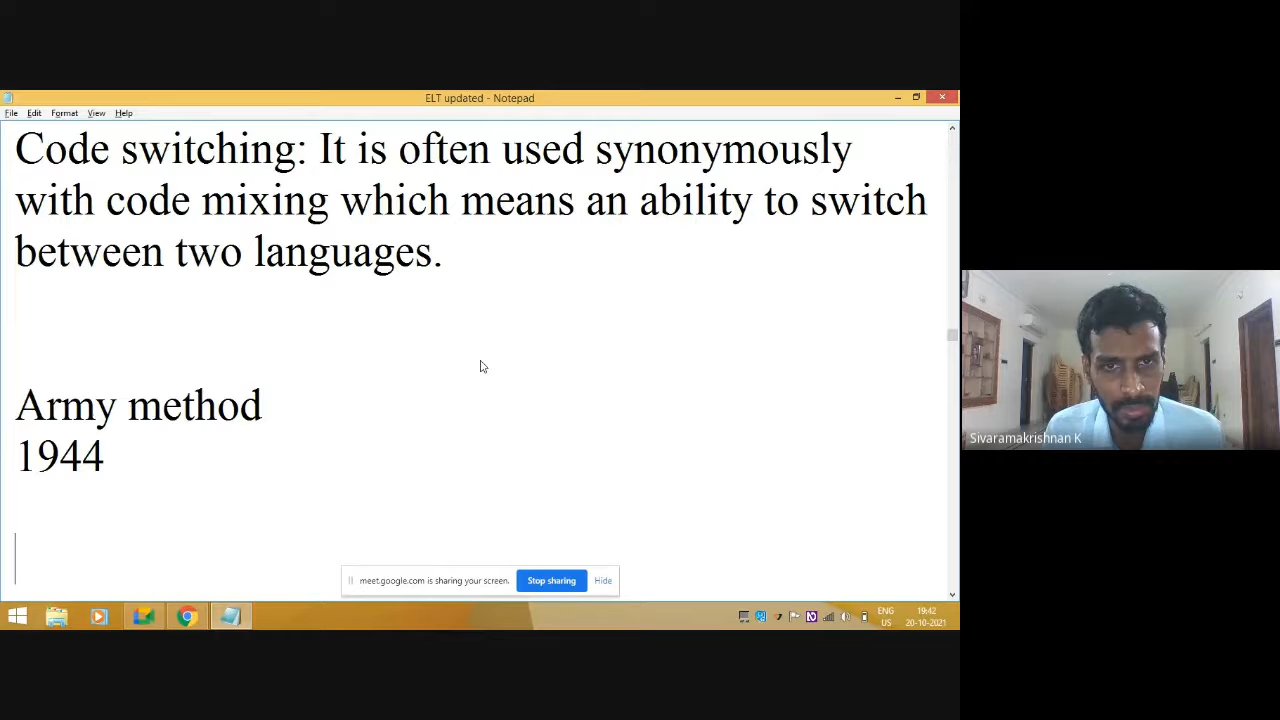 ELT updated - Notepad
File Edit Format View Help
Code switching: It is often used synonymously
with code mixing which means an ability to switch
between two languages.
Army method
1944
meet.google.com is sharing your screen. Stop sharing Hide
ENG
US
19:42
20-10-2021
Sivaramakrishnan K